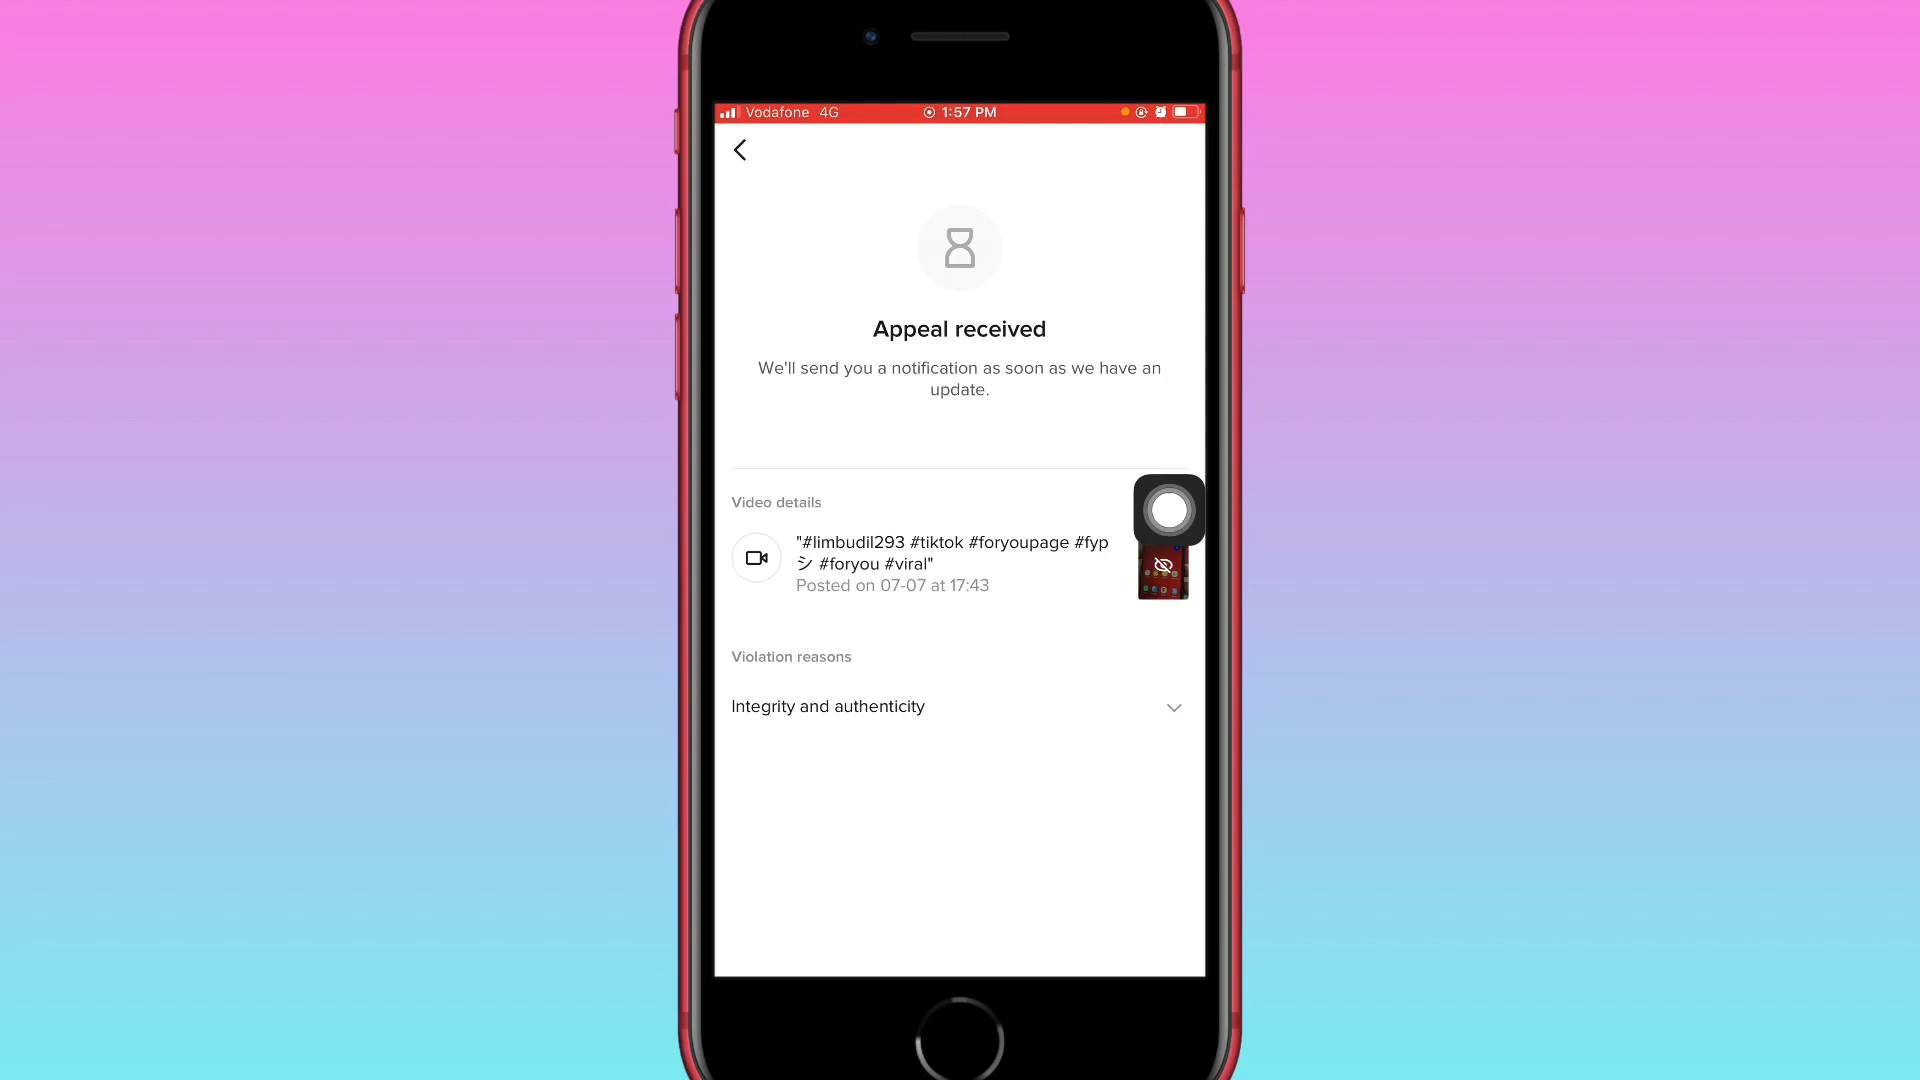 Vodafone 4G 1:57 PM
Appeal received
We'll send you a notification as soon as we have an
update.
Video details
"#limbudil293 #tiktok #foryoupage #fyp
シ #foryou #viral"
Posted on 07-07 at 17:43
Violation reasons
Integrity and authenticity